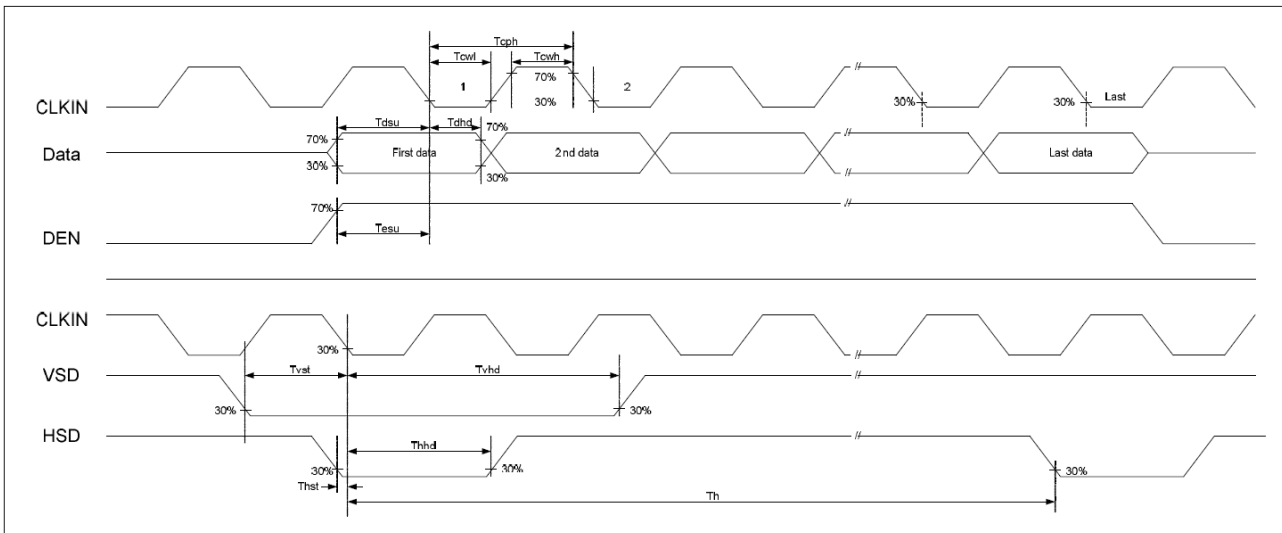 Tcph
Tcwl
Tcwh
1
70%
2
30%
30%
30%
Last
CLKIN
Tdsu
Tdhd
70%
70%
Data
First data
2nd data
Last data
30%
30%
70%
DEN
Tesu
CLKIN
30%
VSD
Tvst
Tvhd
30%
30%
HSD
Thhd
30%
30%
30%
Thst
Th